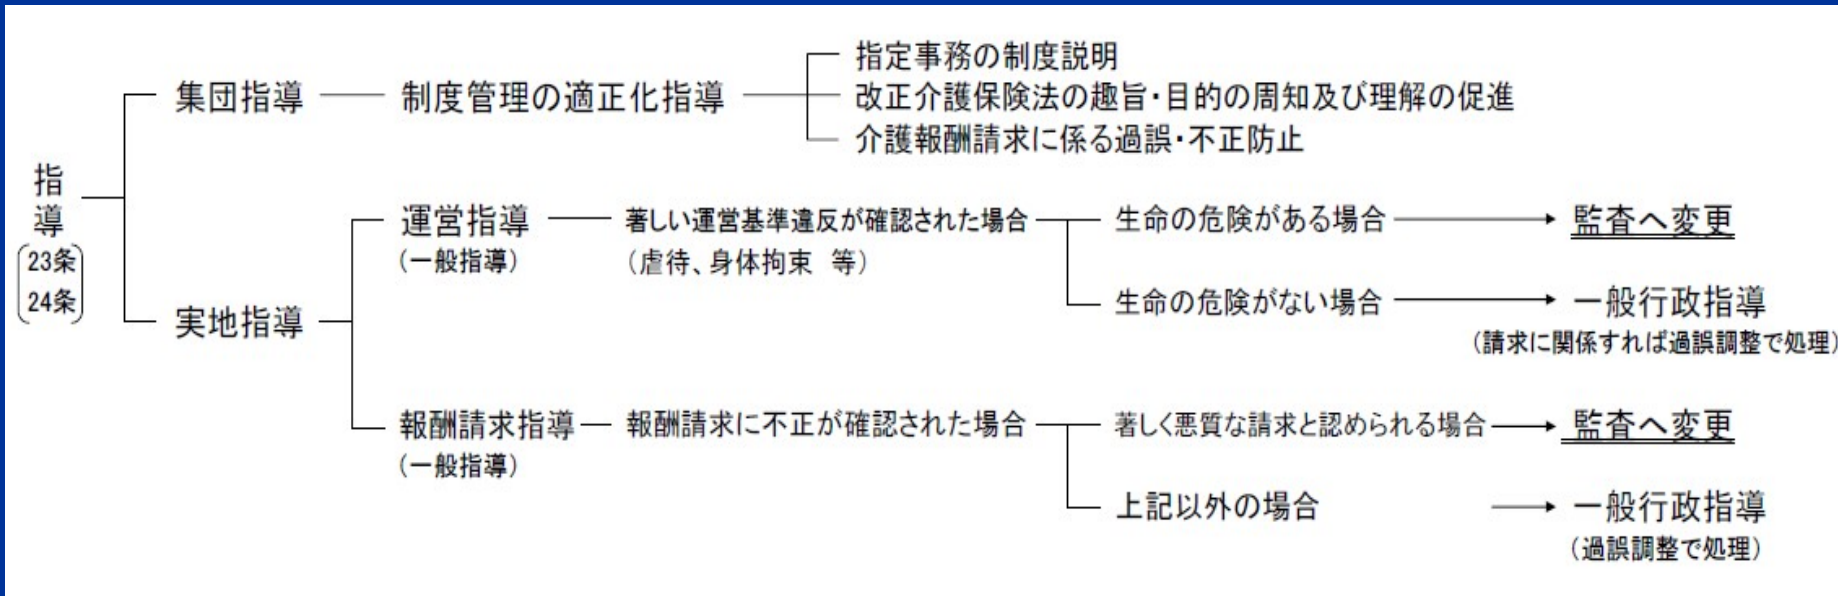 指導
23条
24条
集団指導
制度管理の適正化指導
指定事務の制度説明
改正介護保険法の趣旨・目的の周知及び理解の促進
介護報酬請求に係る過誤・不正防止
実地指導
運営指導
(一般指導)
著しい運営基準違反が確認された場合
(虐待、身体拘束　等)
生命の危険がある場合
監査へ変更
生命の危険がない場合
一般行政指導
(請求に関係すれば過誤調整で処理)
報酬請求指導
(一般指導)
報酬請求に不正が確認された場合
著しく悪質な請求と認められる場合
監査へ変更
上記以外の場合
一般行政指導
(過誤調整で処理)